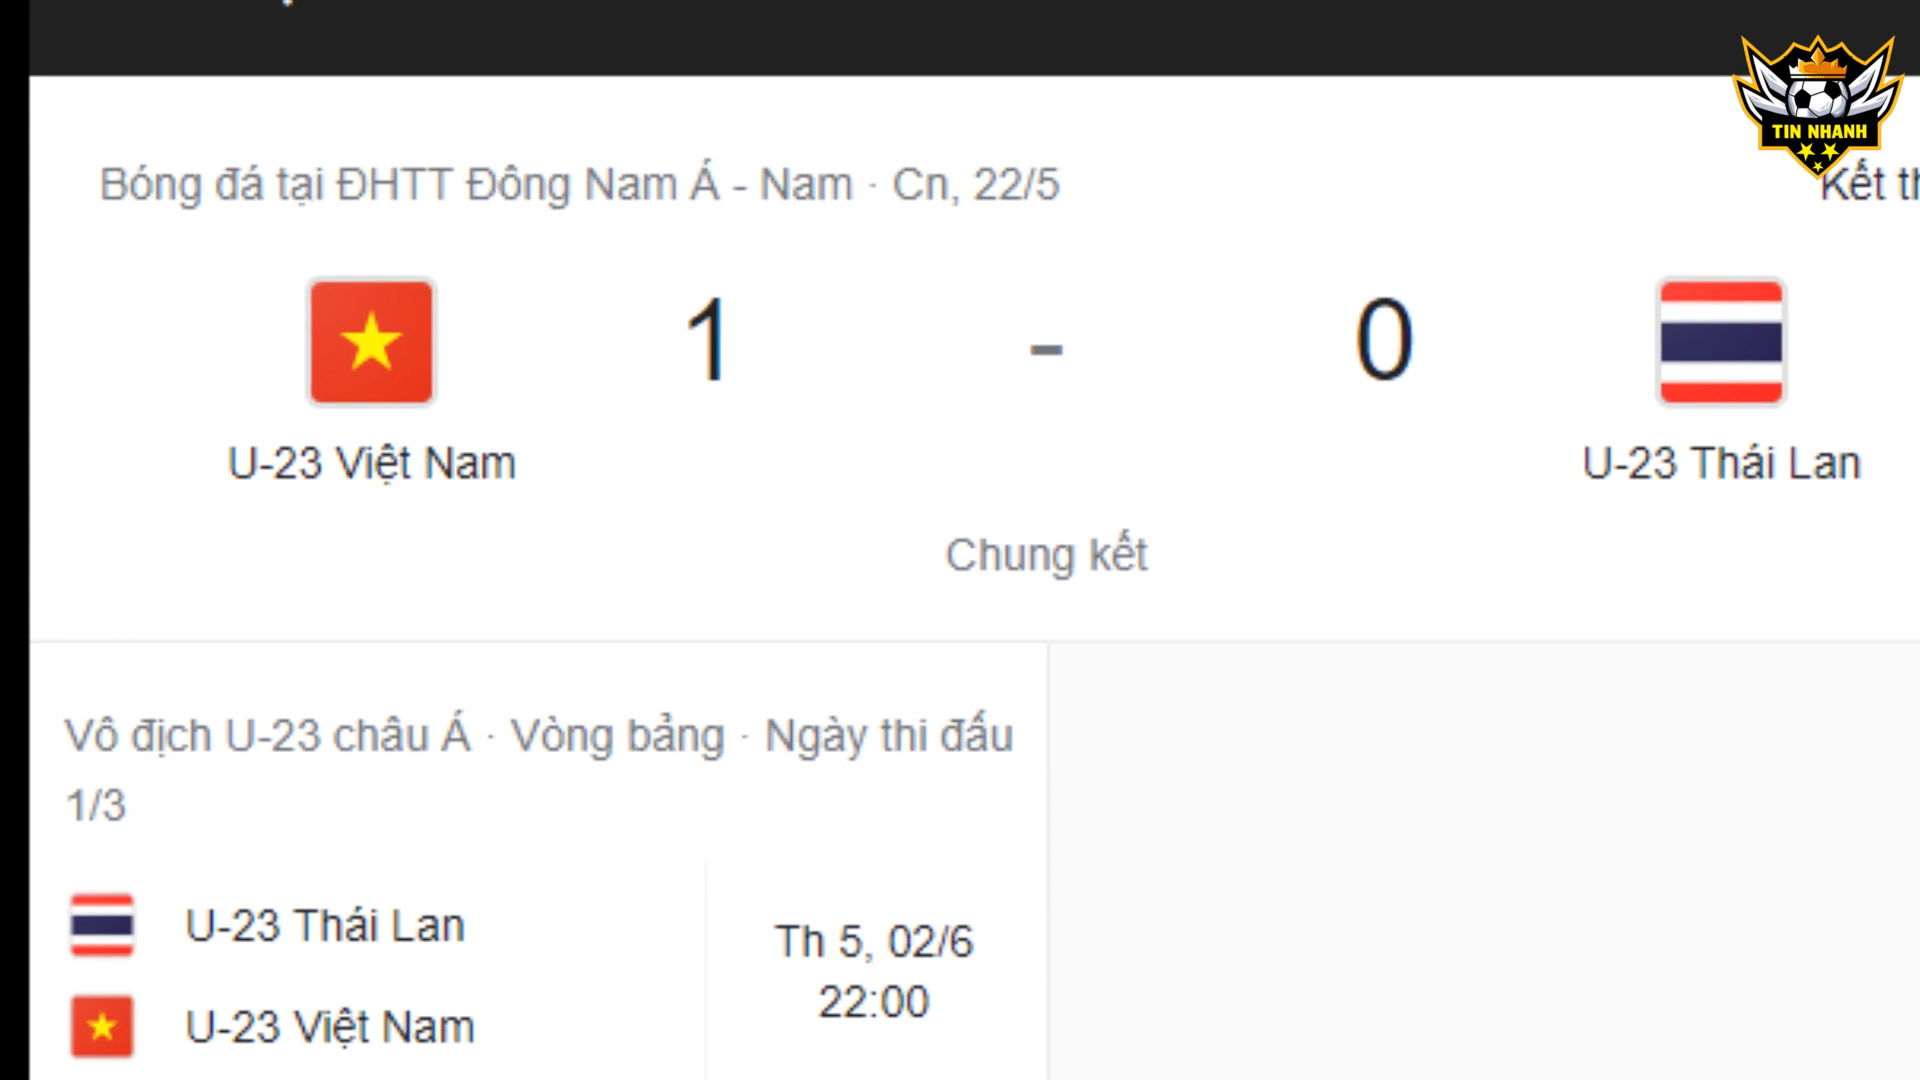 TIN NHANH
Bóng đá tại ĐHTT Đông Nam Á - Nam · Cn, 22/5
Kết th
1 - 0
U-23 Việt Nam
U-23 Thái Lan
Chung kết
Vô địch U-23 châu Á · Vòng bảng · Ngày thi đấu
1/3
U-23 Thái Lan
U-23 Việt Nam
Th 5, 02/6
22:00